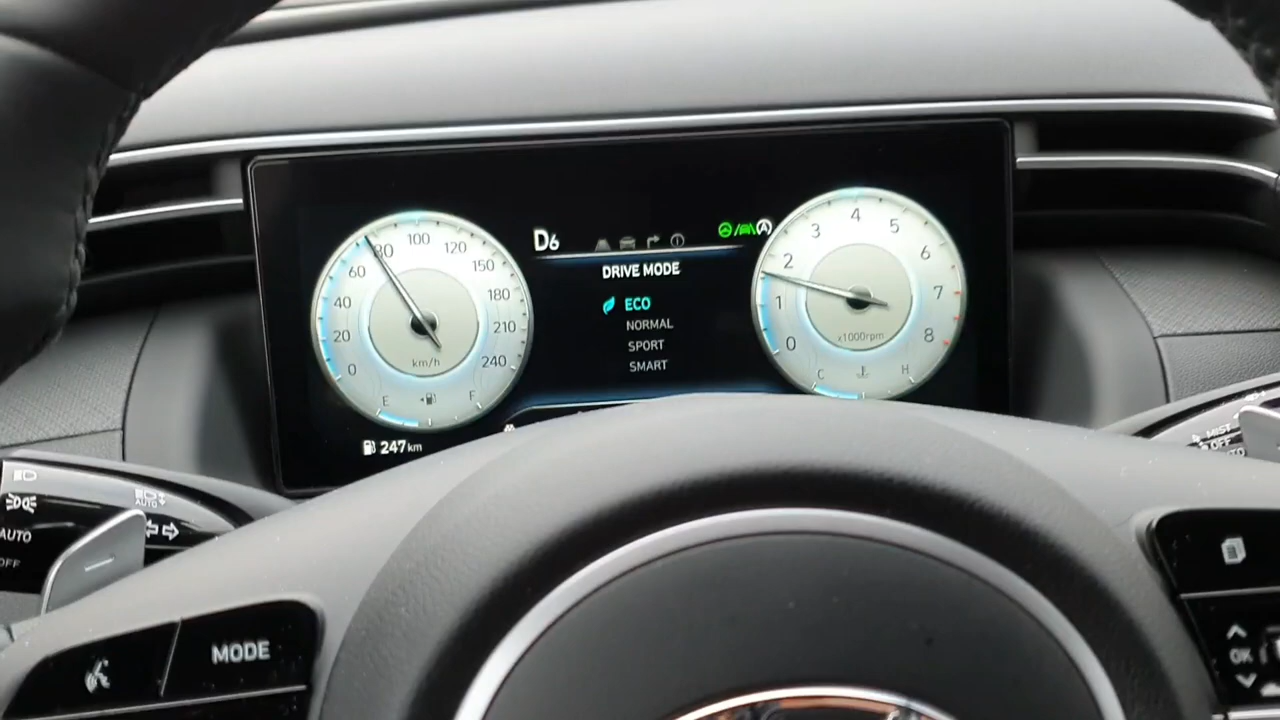 D6
DRIVE MODE
ECO
NORMAL
SPORT
SMART
0
20
40
60
80
100
120
150
180
210
240
km/h
E
F
247 km
0
1
2
3
4
5
6
7
8
x1000rpm
C
H
A
AUTO
AUTO
OFF
MODE
MIST
OFF
OK